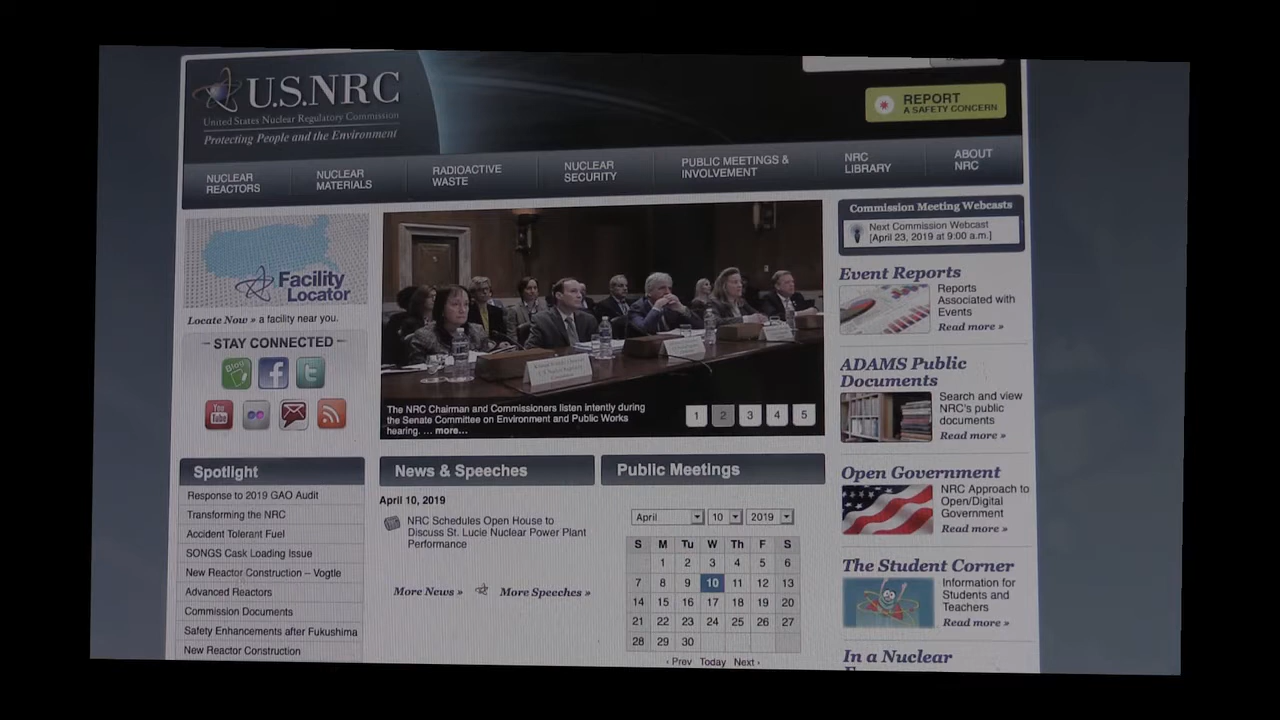 U.S.NRC
United States Nuclear Regulatory Commission
Protecting People and the Environment
REPORT
A SAFETY CONCERN
NUCLEAR
REACTORS
NUCLEAR
MATERIALS
RADIOACTIVE
WASTE
NUCLEAR
SECURITY
PUBLIC MEETINGS &
INVOLVEMENT
NRC
LIBRARY
ABOUT
NRC
Facility
Locator
Locate Now » a facility near you.
STAY CONNECTED
Blog
You
Tube
The NRC Chairman and Commissioners listen intently during
the Senate Committee on Environment and Public Works
hearing. ... more...
1 2 3 4 5
Commission Meeting Webcasts
Next Commission Webcast
[April 23, 2019 at 9:00 a.m.]
Event Reports
Reports
Associated with
Events
Read more »
ADAMS Public
Documents
Search and view
NRC's public
documents
Read more »
Open Government
NRC Approach to
Open/Digital
Government
Read more »
The Student Corner
Information for
Students and
Teachers
Read more »
In a Nuclear
Spotlight
Response to 2019 GAO Audit
Transforming the NRC
Accident Tolerant Fuel
SONGS Cask Loading Issue
New Reactor Construction – Vogtle
Advanced Reactors
Commission Documents
Safety Enhancements after Fukushima
New Reactor Construction
News & Speeches
April 10, 2019
NRC Schedules Open House to
Discuss St. Lucie Nuclear Power Plant
Performance
More News » More Speeches »
Public Meetings
April 10 2019
S M Tu W Th F S
1 2 3 4 5 6
7 8 9 10 11 12 13
14 15 16 17 18 19 20
21 22 23 24 25 26 27
28 29 30
‹ Prev Today Next ›